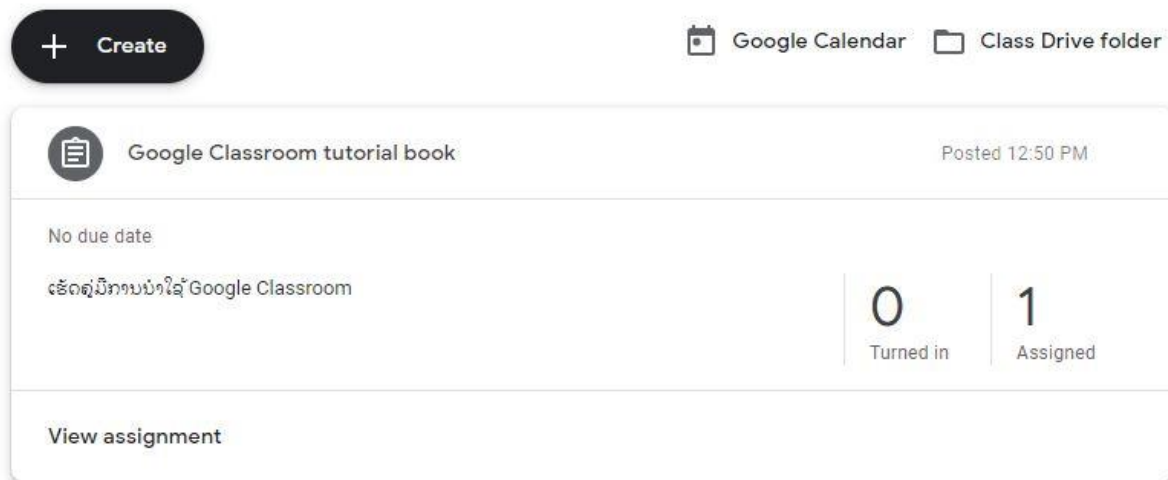 Create
Google Calendar
Class Drive folder
Google Classroom tutorial book
Posted 12:50 PM
No due date
ເຮັດຄູ່ມືການນຳໃຊ້ Google Classroom
0
Turned in
1
Assigned
View assignment